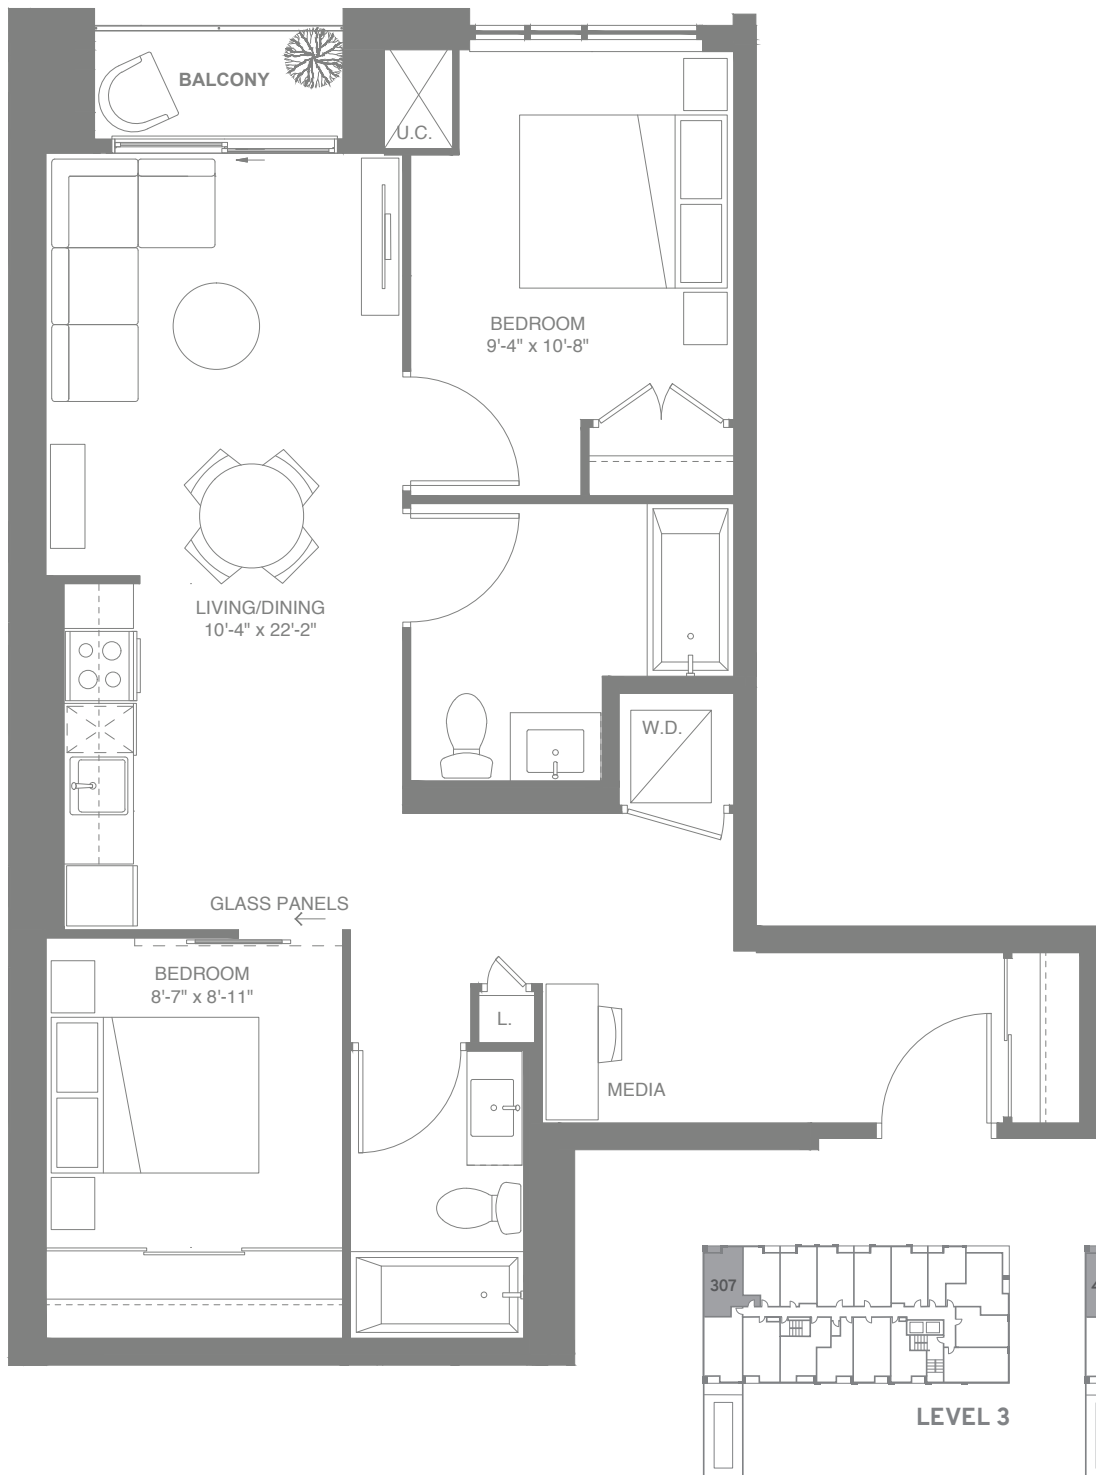 BALCONY
U.C.
BEDROOM
9'-4" x 10'-8"
LIVING/DINING
10'-4" x 22'-2"
W.D.
GLASS PANELS
BEDROOM
8'-7" x 8'-11"
L.
MEDIA
307
4
LEVEL 3